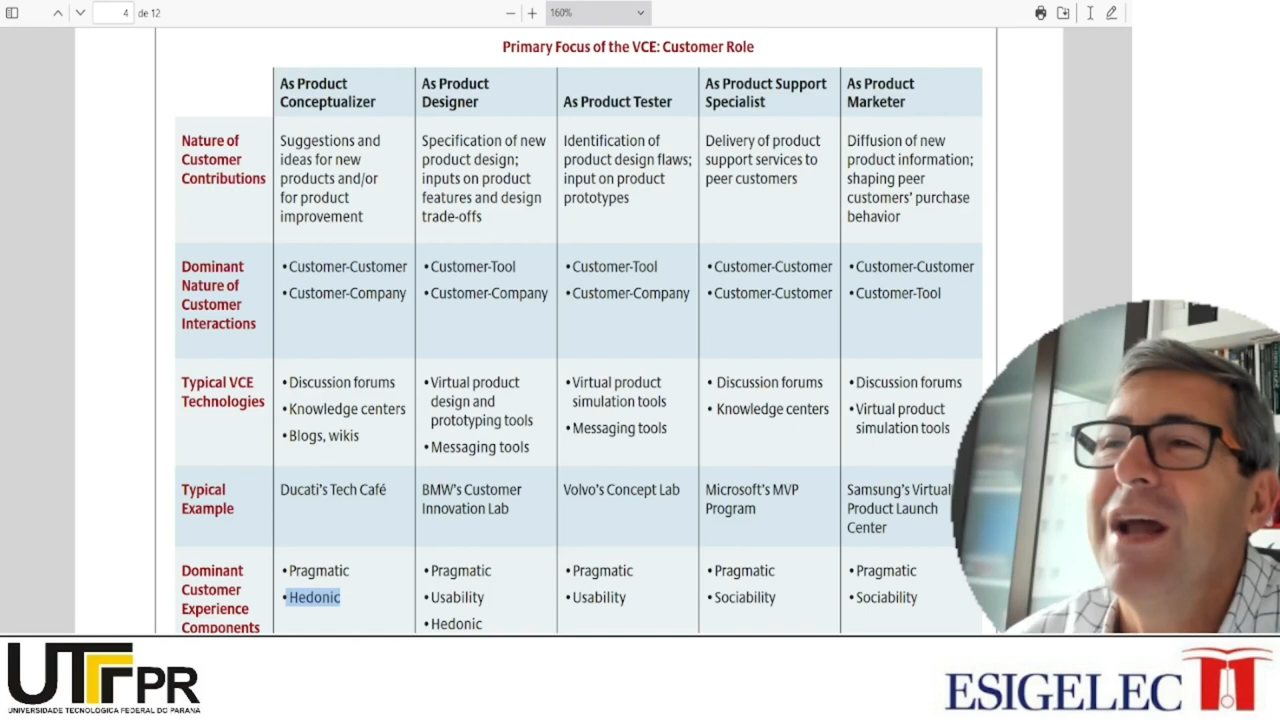 4 de 12
160%
Primary Focus of the VCE: Customer Role
As Product Conceptualizer
As Product Designer
As Product Tester
As Product Support Specialist
As Product Marketer
Nature of
Customer
Contributions
Suggestions and
ideas for new
products and/or
for product
improvement
Specification of new
product design;
inputs on product
features and design
trade-offs
Identification of
product design flaws;
input on product
prototypes
Delivery of product
support services to
peer customers
Diffusion of new
product information;
shaping peer
customers' purchase
behavior
Dominant
Nature of
Customer
Interactions
•Customer-Customer
•Customer-Company
•Customer-Tool
•Customer-Company
•Customer-Tool
•Customer-Company
•Customer-Customer
•Customer-Customer
•Customer-Customer
•Customer-Tool
Typical VCE
Technologies
•Discussion forums
•Knowledge centers
•Blogs, wikis
•Virtual product
design and
prototyping tools
•Messaging tools
•Virtual product
simulation tools
•Messaging tools
• Discussion forums
• Knowledge centers
•Discussion forums
•Virtual product
simulation tools
Typical
Example
Ducati's Tech Café
BMW's Customer
Innovation Lab
Volvo's Concept Lab
Microsoft's MVP
Program
Samsung's Virtual
Product Launch
Center
Dominant
Customer
Experience
Components
•Pragmatic
•Hedonic
•Pragmatic
•Usability
•Hedonic
•Pragmatic
•Usability
•Pragmatic
•Sociability
•Pragmatic
•Sociability
UTFPR
UNIVERSIDADE TECNOLÓGICA FEDERAL DO PARANÁ
ESIGELEC